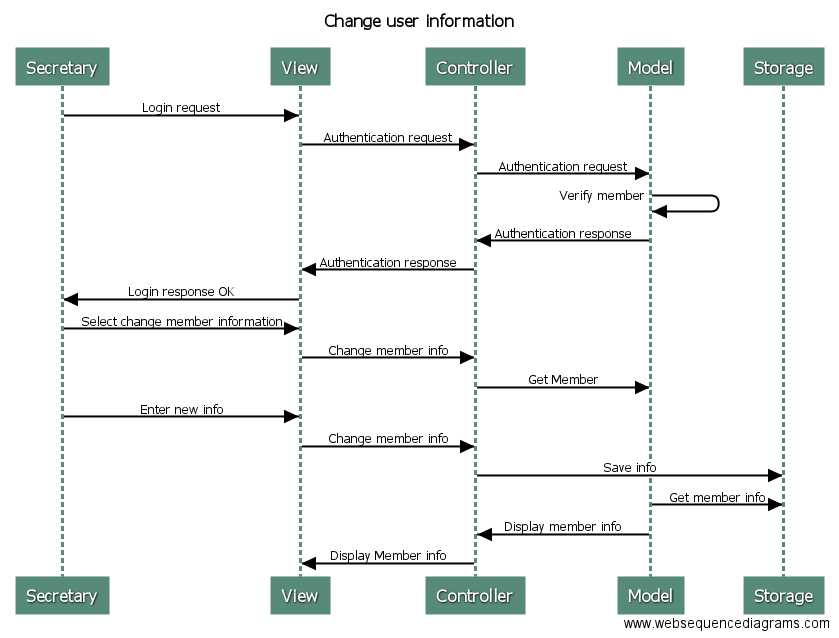 Change user information
Secretary View Controller Model Storage
Login request
Authentication request
Authentication request
Verify member
Authentication response
Authentication response
Login response OK
Select change member information
Change member info
Get Member
Enter new info
Change member info
Save info
Get member info
Display member info
Display Member info
Secretary View Controller Model Storage
www.websequencediagrams.com